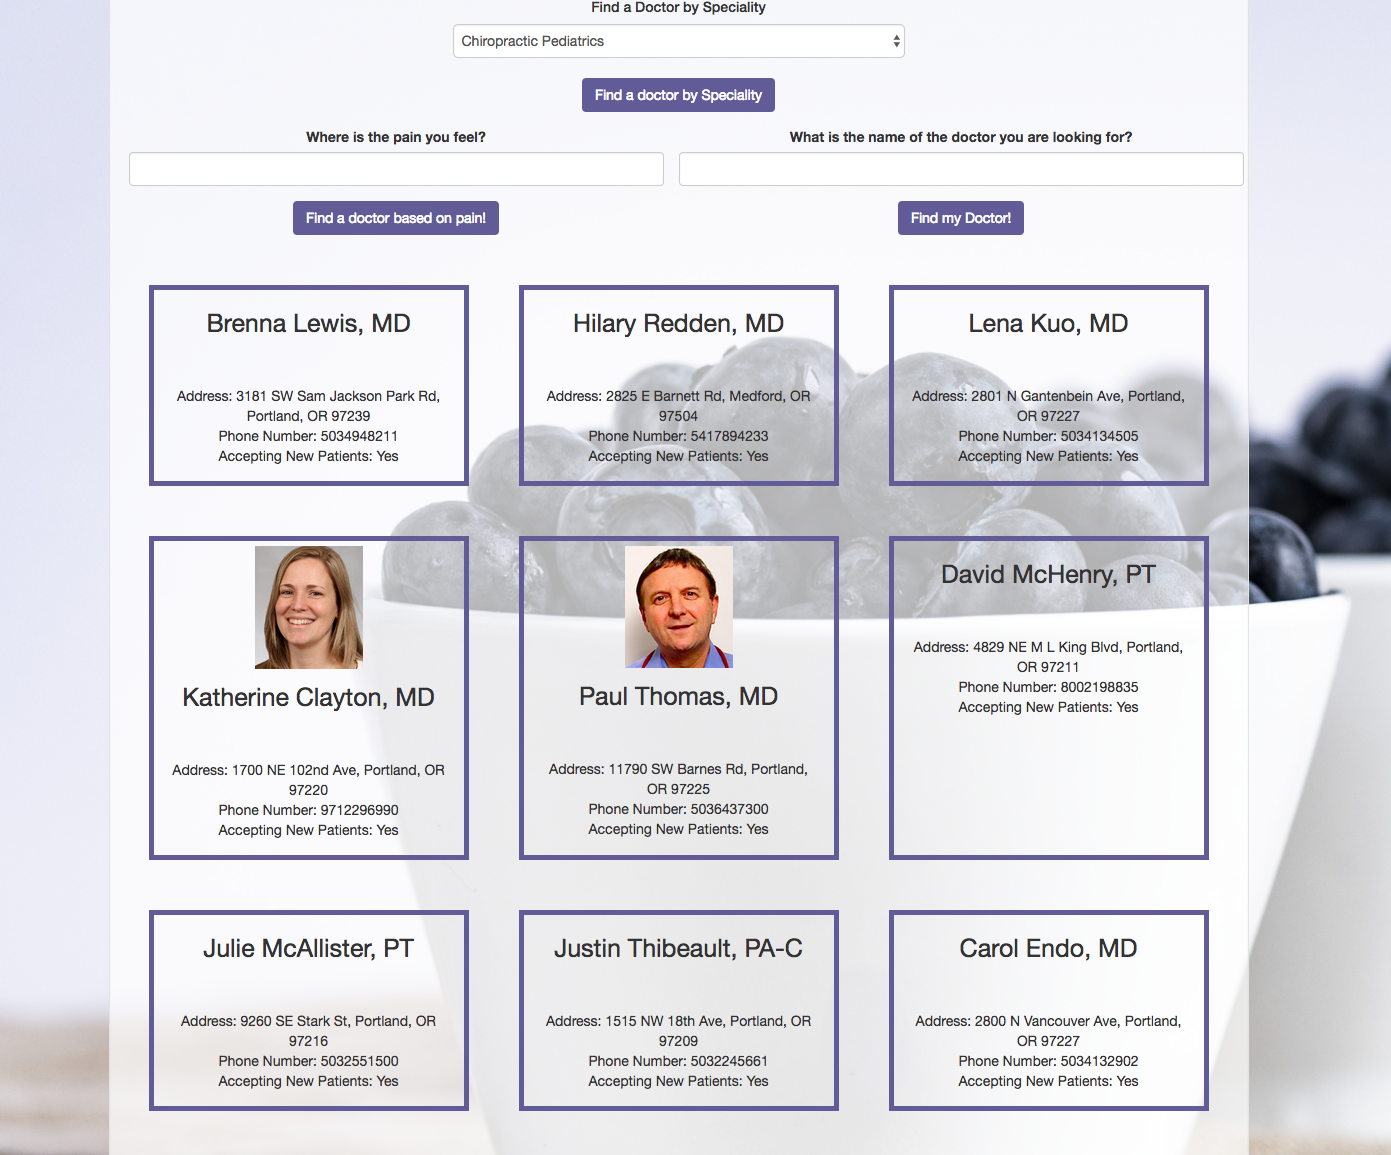 Find a Doctor by Speciality
Chiropractic Pediatrics
Find a doctor by Speciality
Where is the pain you feel?
What is the name of the doctor you are looking for?
Find a doctor based on pain!
Find my Doctor!
Brenna Lewis, MD
Address: 3181 SW Sam Jackson Park Rd,
Portland, OR 97239
Phone Number: 5034948211
Accepting New Patients: Yes
Hilary Redden, MD
Address: 2825 E Barnett Rd, Medford, OR
97504
Phone Number: 5417894233
Accepting New Patients: Yes
Lena Kuo, MD
Address: 2801 N Gantenbein Ave, Portland,
OR 97227
Phone Number: 5034134505
Accepting New Patients: Yes
Katherine Clayton, MD
Address: 1700 NE 102nd Ave, Portland, OR
97220
Phone Number: 9712296990
Accepting New Patients: Yes
Paul Thomas, MD
Address: 11790 SW Barnes Rd, Portland,
OR 97225
Phone Number: 5036437300
Accepting New Patients: Yes
David McHenry, PT
Address: 4829 NE M L King Blvd, Portland,
OR 97211
Phone Number: 8002198835
Accepting New Patients: Yes
Julie McAllister, PT
Address: 9260 SE Stark St, Portland, OR
97216
Phone Number: 5032551500
Accepting New Patients: Yes
Justin Thibeault, PA-C
Address: 1515 NW 18th Ave, Portland, OR
97209
Phone Number: 5032245661
Accepting New Patients: Yes
Carol Endo, MD
Address: 2800 N Vancouver Ave, Portland,
OR 97227
Phone Number: 5034132902
Accepting New Patients: Yes